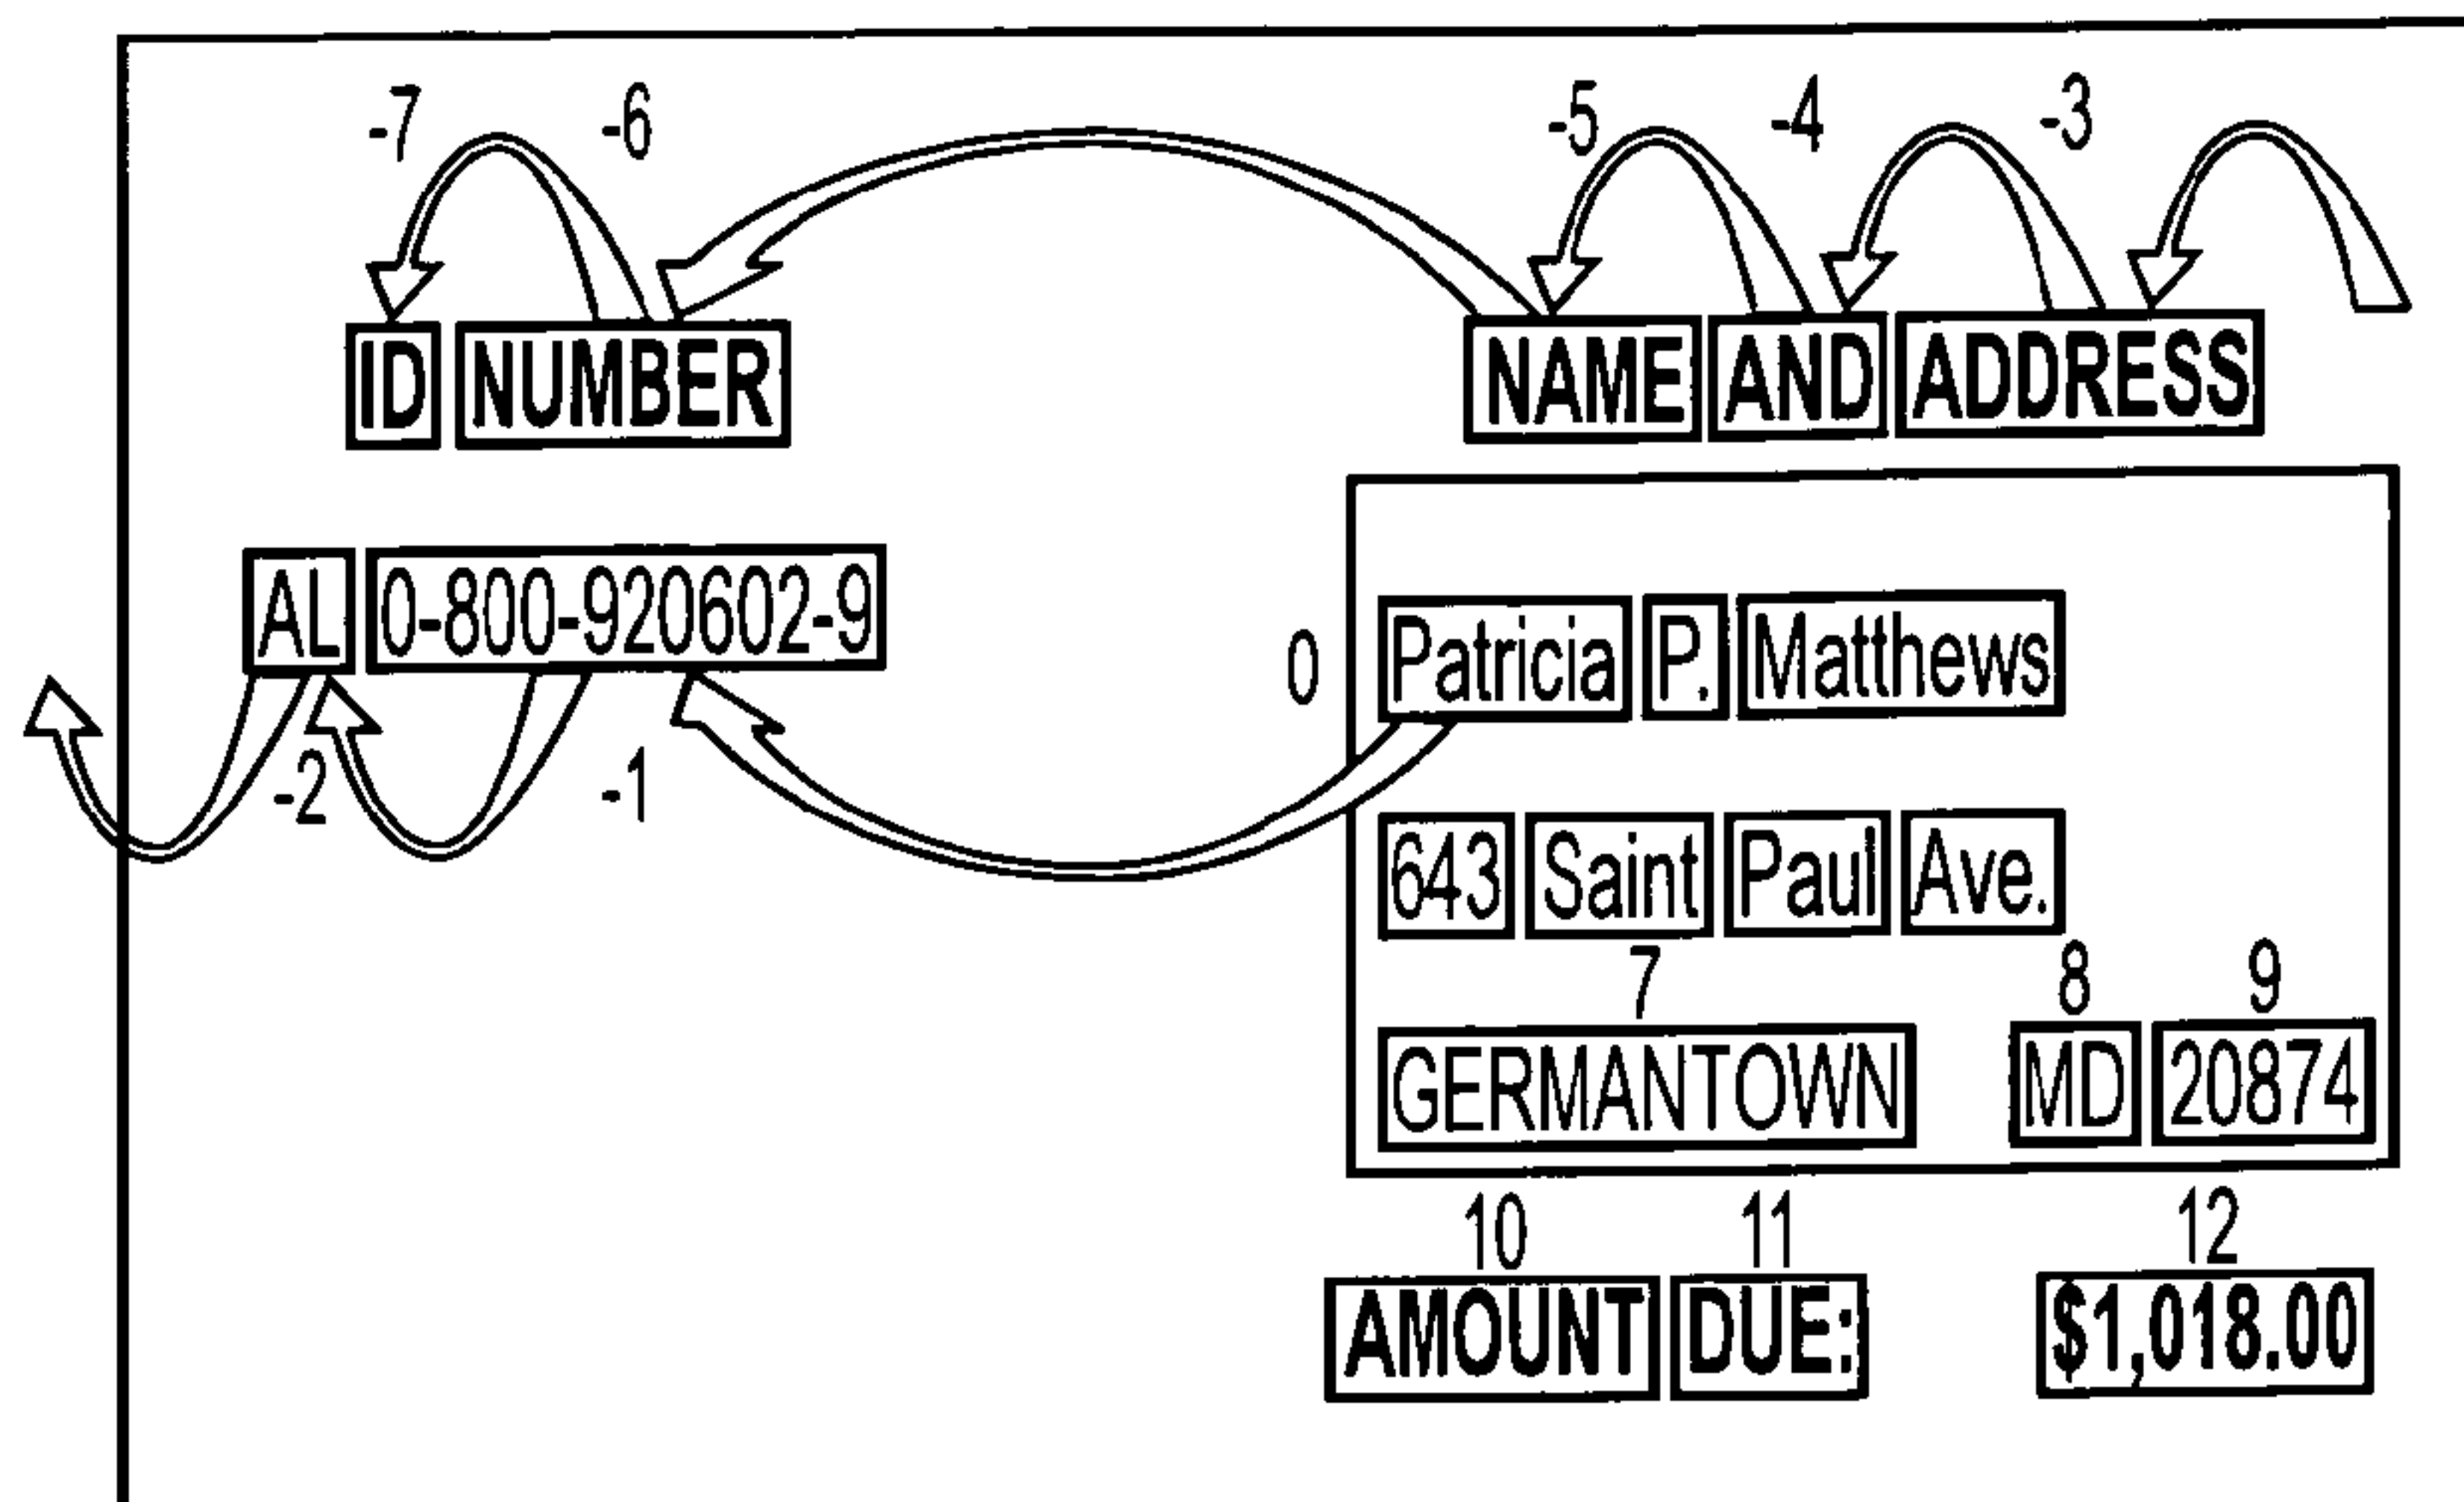 -7 -6 -5 -4 -3
ID NUMBER NAME AND ADDRESS
AL 0-800-920602-9
0 Patricia P. Matthews
-2 -1
643 Saint Paul Ave.
7 8 9
GERMANTOWN MD 20874
10 11 12
AMOUNT DUE: $1,018.00